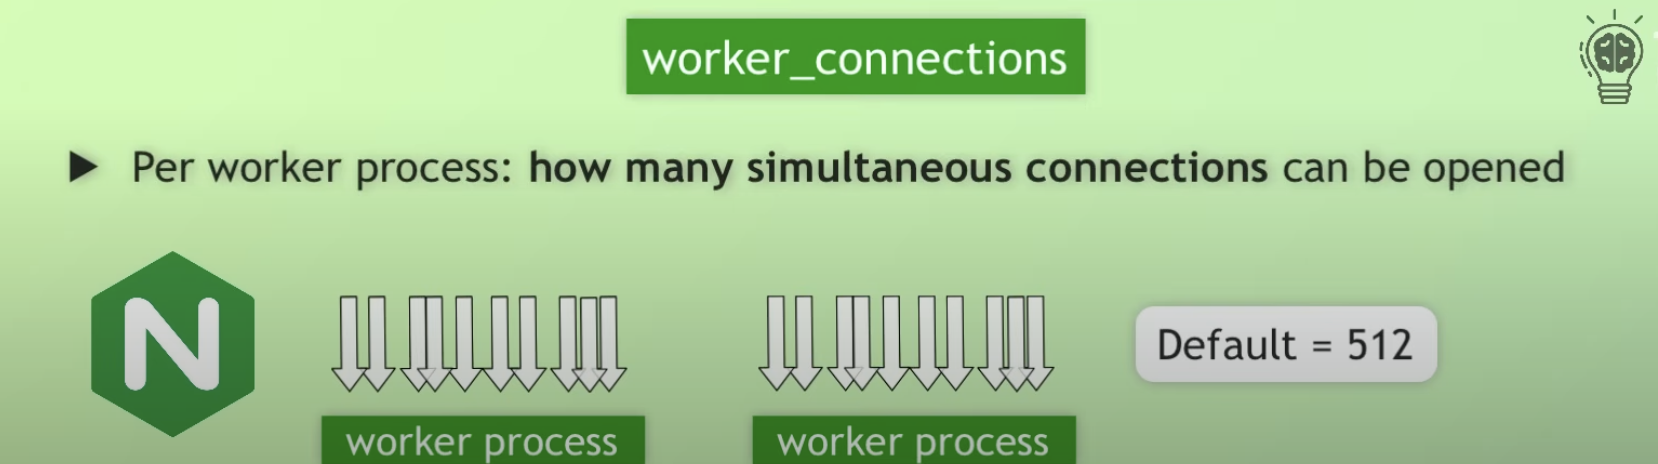 worker_connections
Per worker process: how many simultaneous connections can be opened
N
Default = 512
worker process
worker process